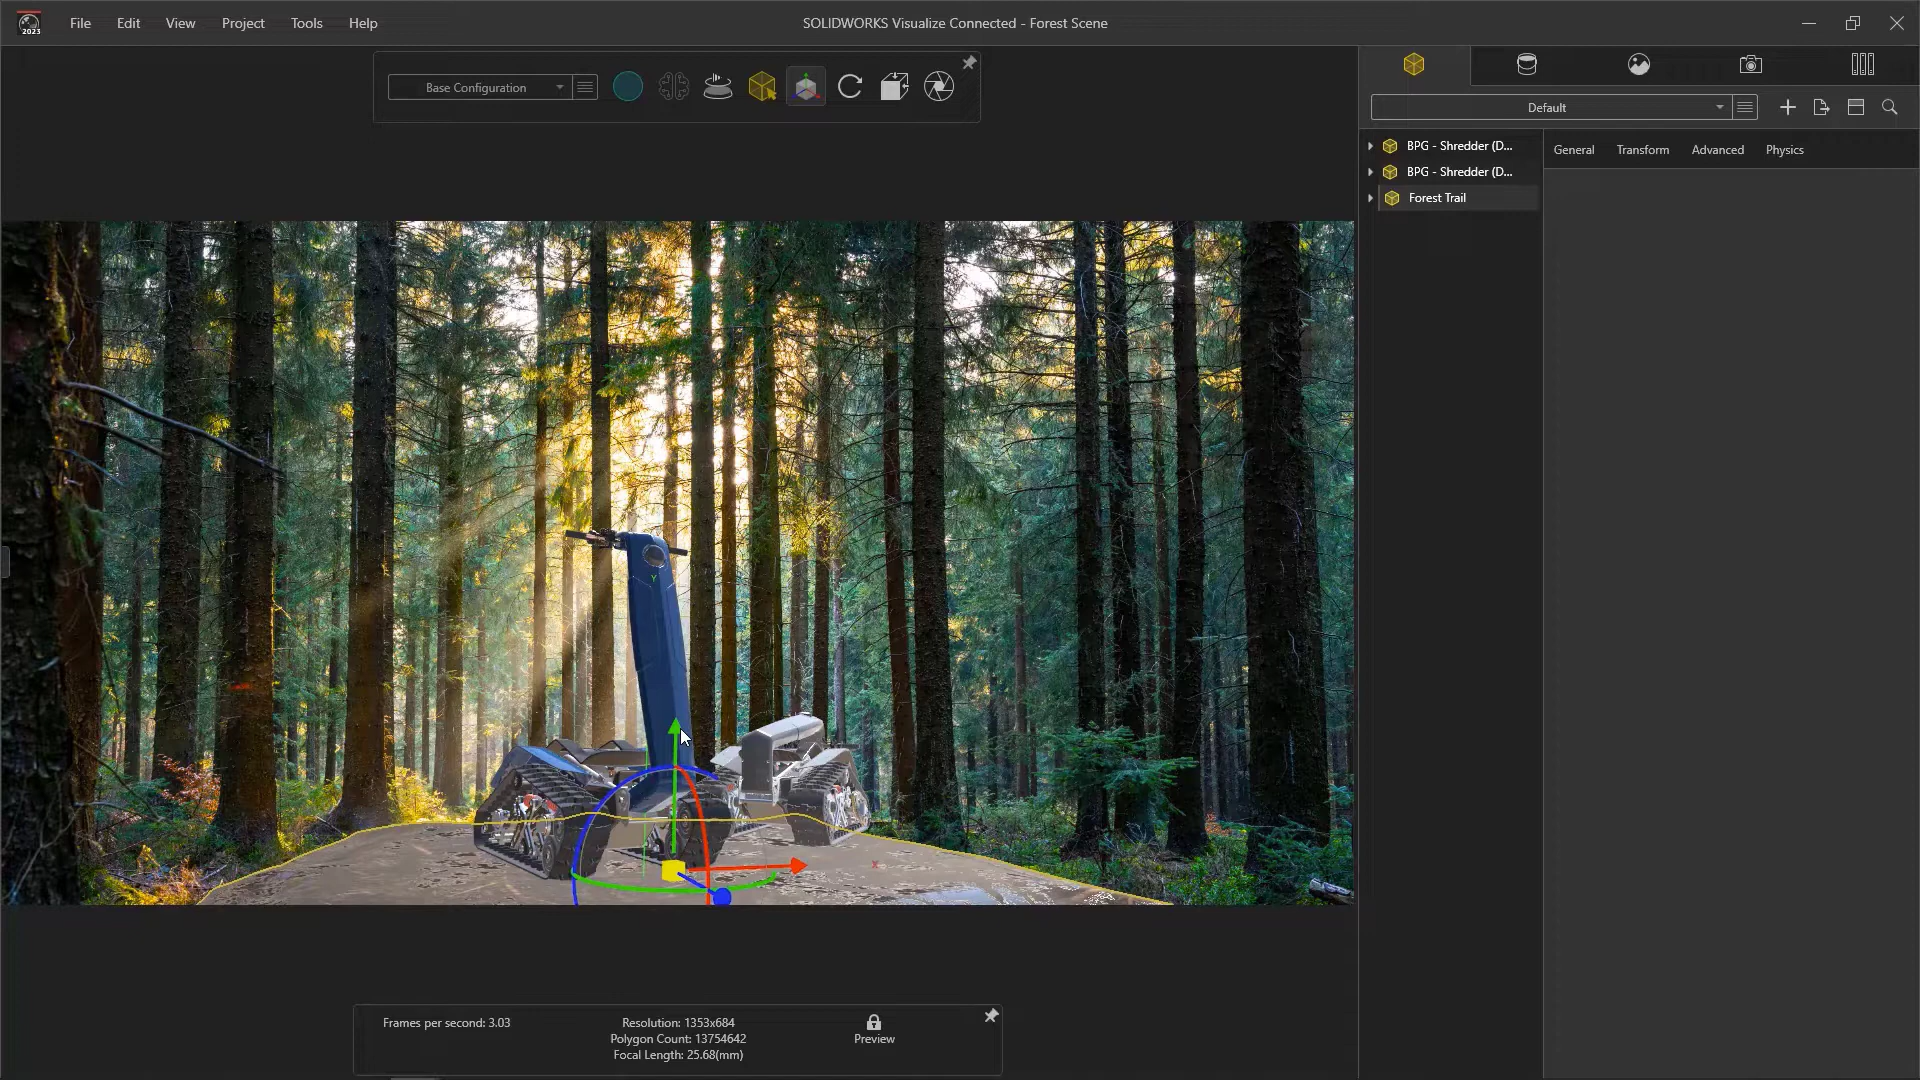 2023
File Edit View Project Tools Help
SOLIDWORKS Visualize Connected - Forest Scene
Base Configuration
Default
BPG - Shredder (D...
BPG - Shredder (D...
Forest Trail
General Transform Advanced Physics
Y
X
Frames per second: 3.03
Resolution: 1353x684
Polygon Count: 13754642
Focal Length: 25.68(mm)
Preview